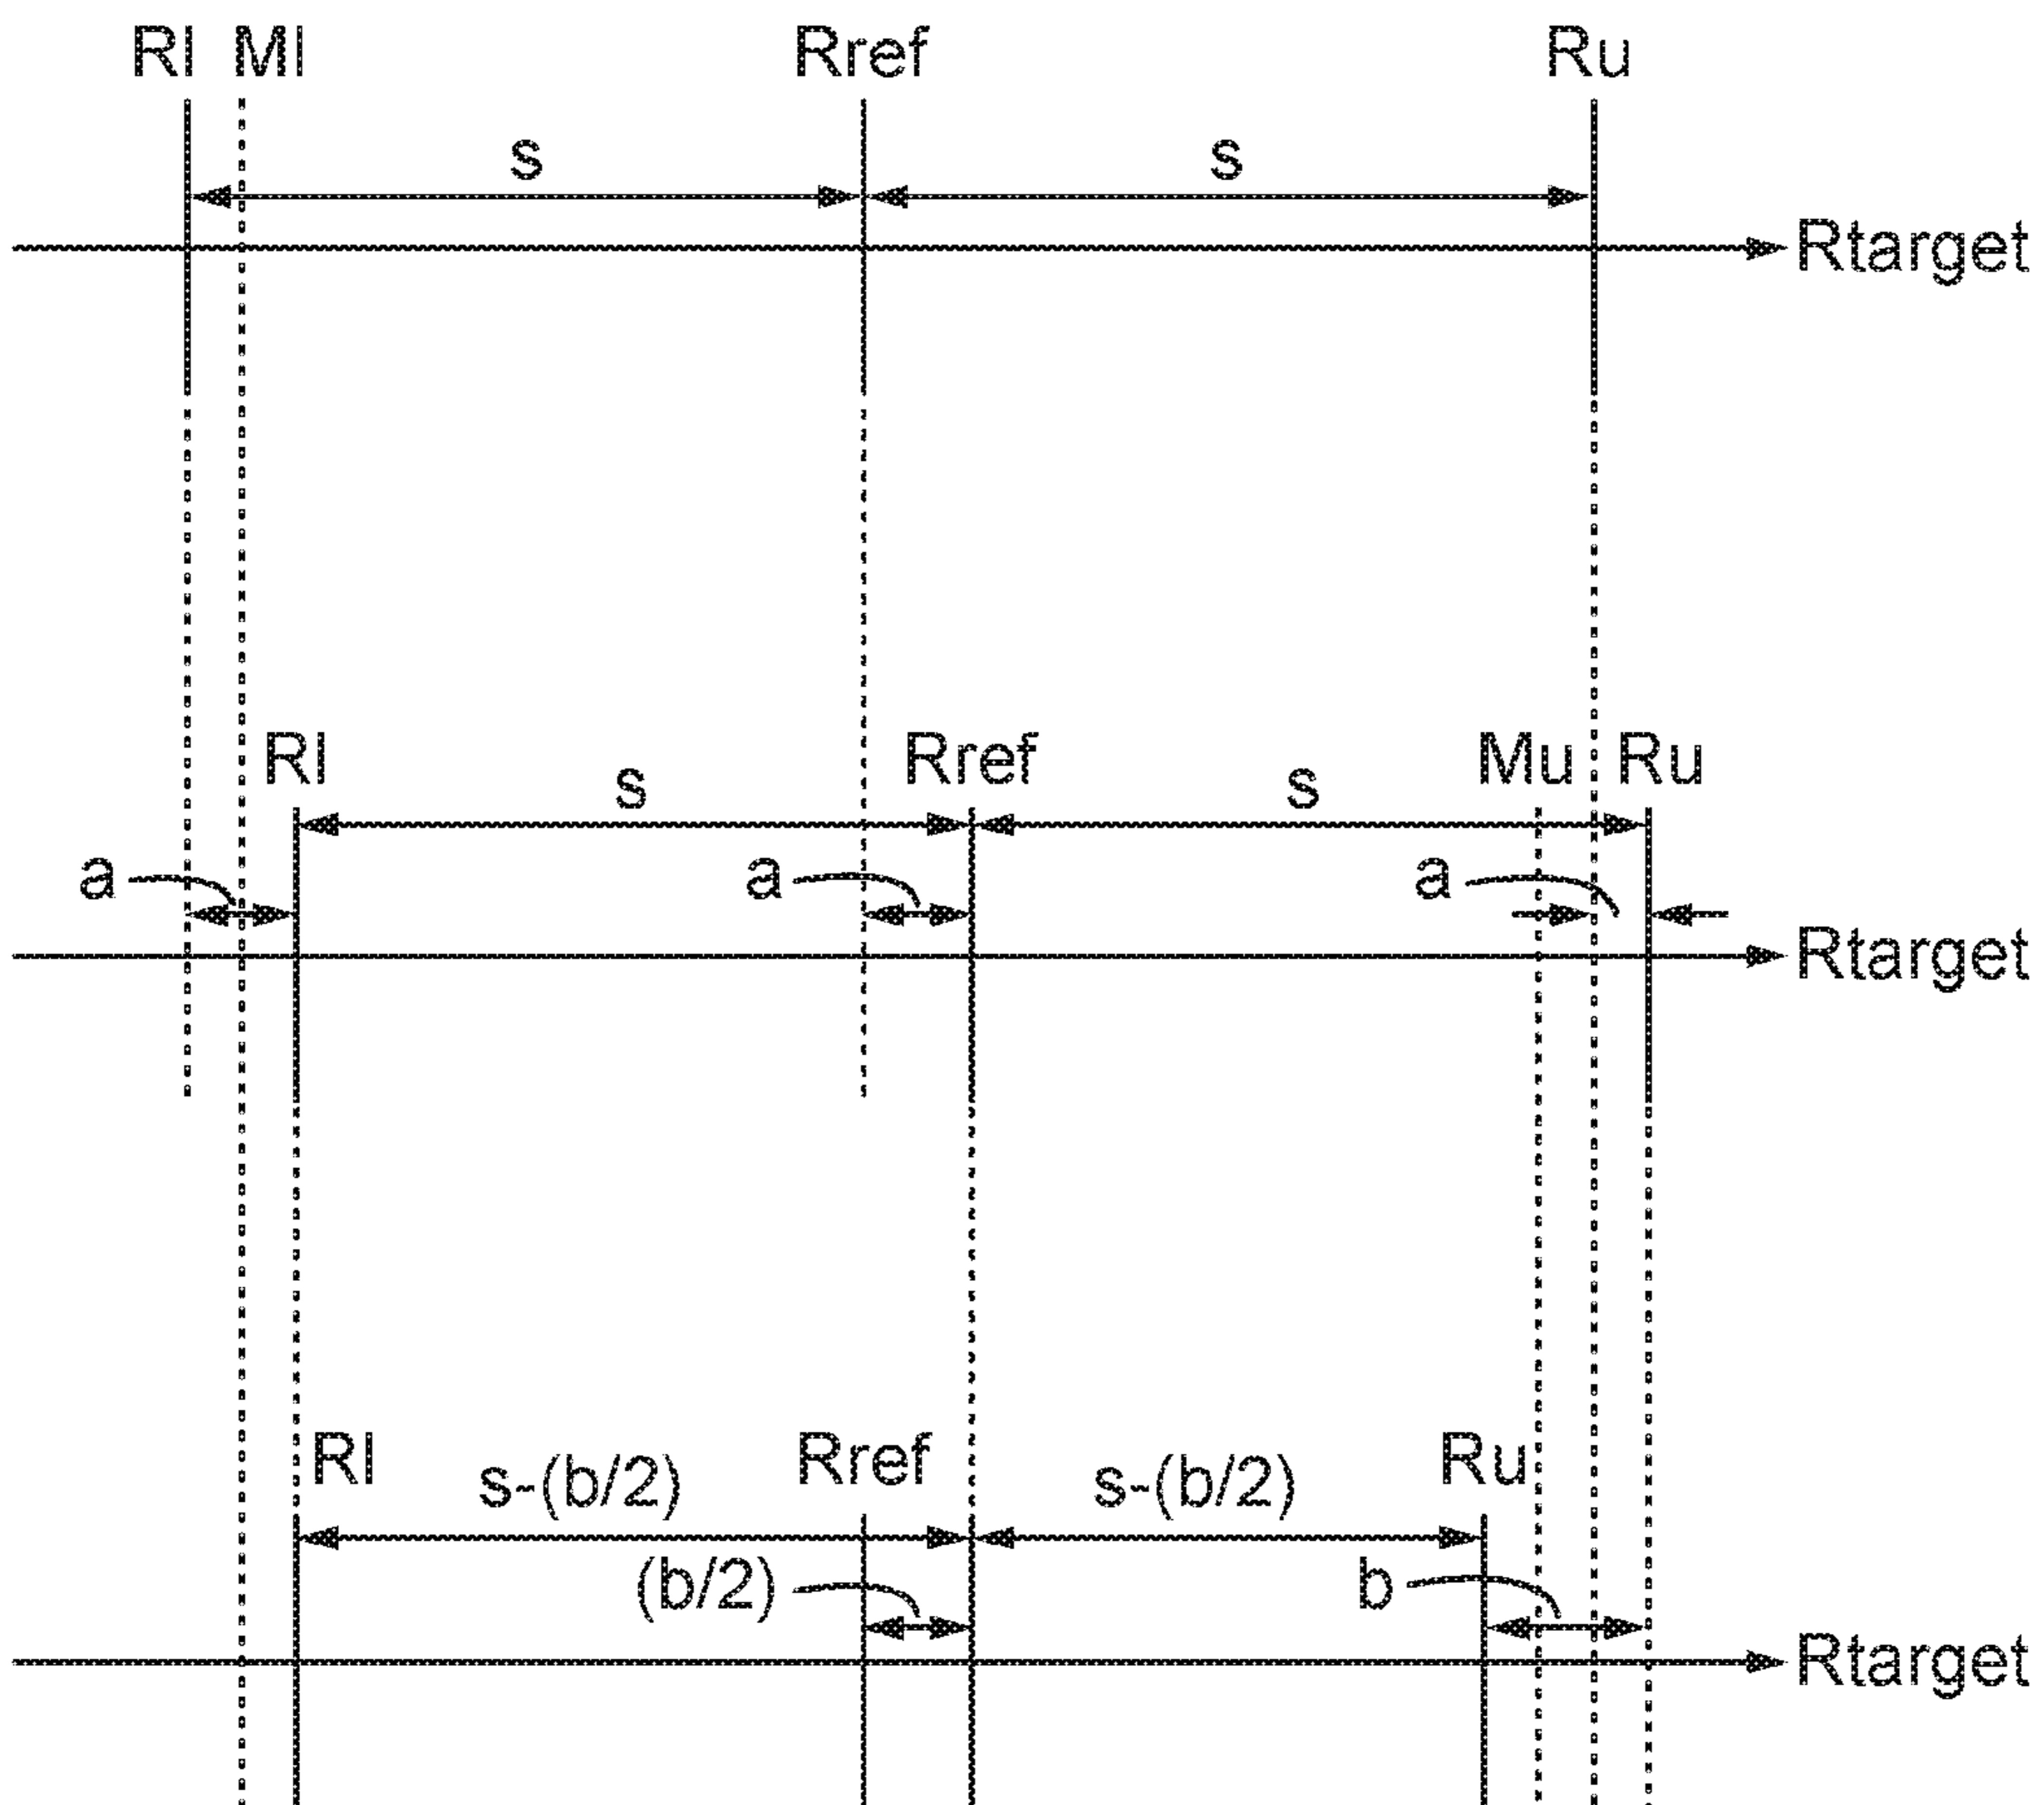 Rl Ml Rref Ru
s s
Rtarget
Rl s Rref s Mu Ru
a a a
Rtarget
Rl s-(b/2) Rref s-(b/2) Ru
(b/2) b
Rtarget